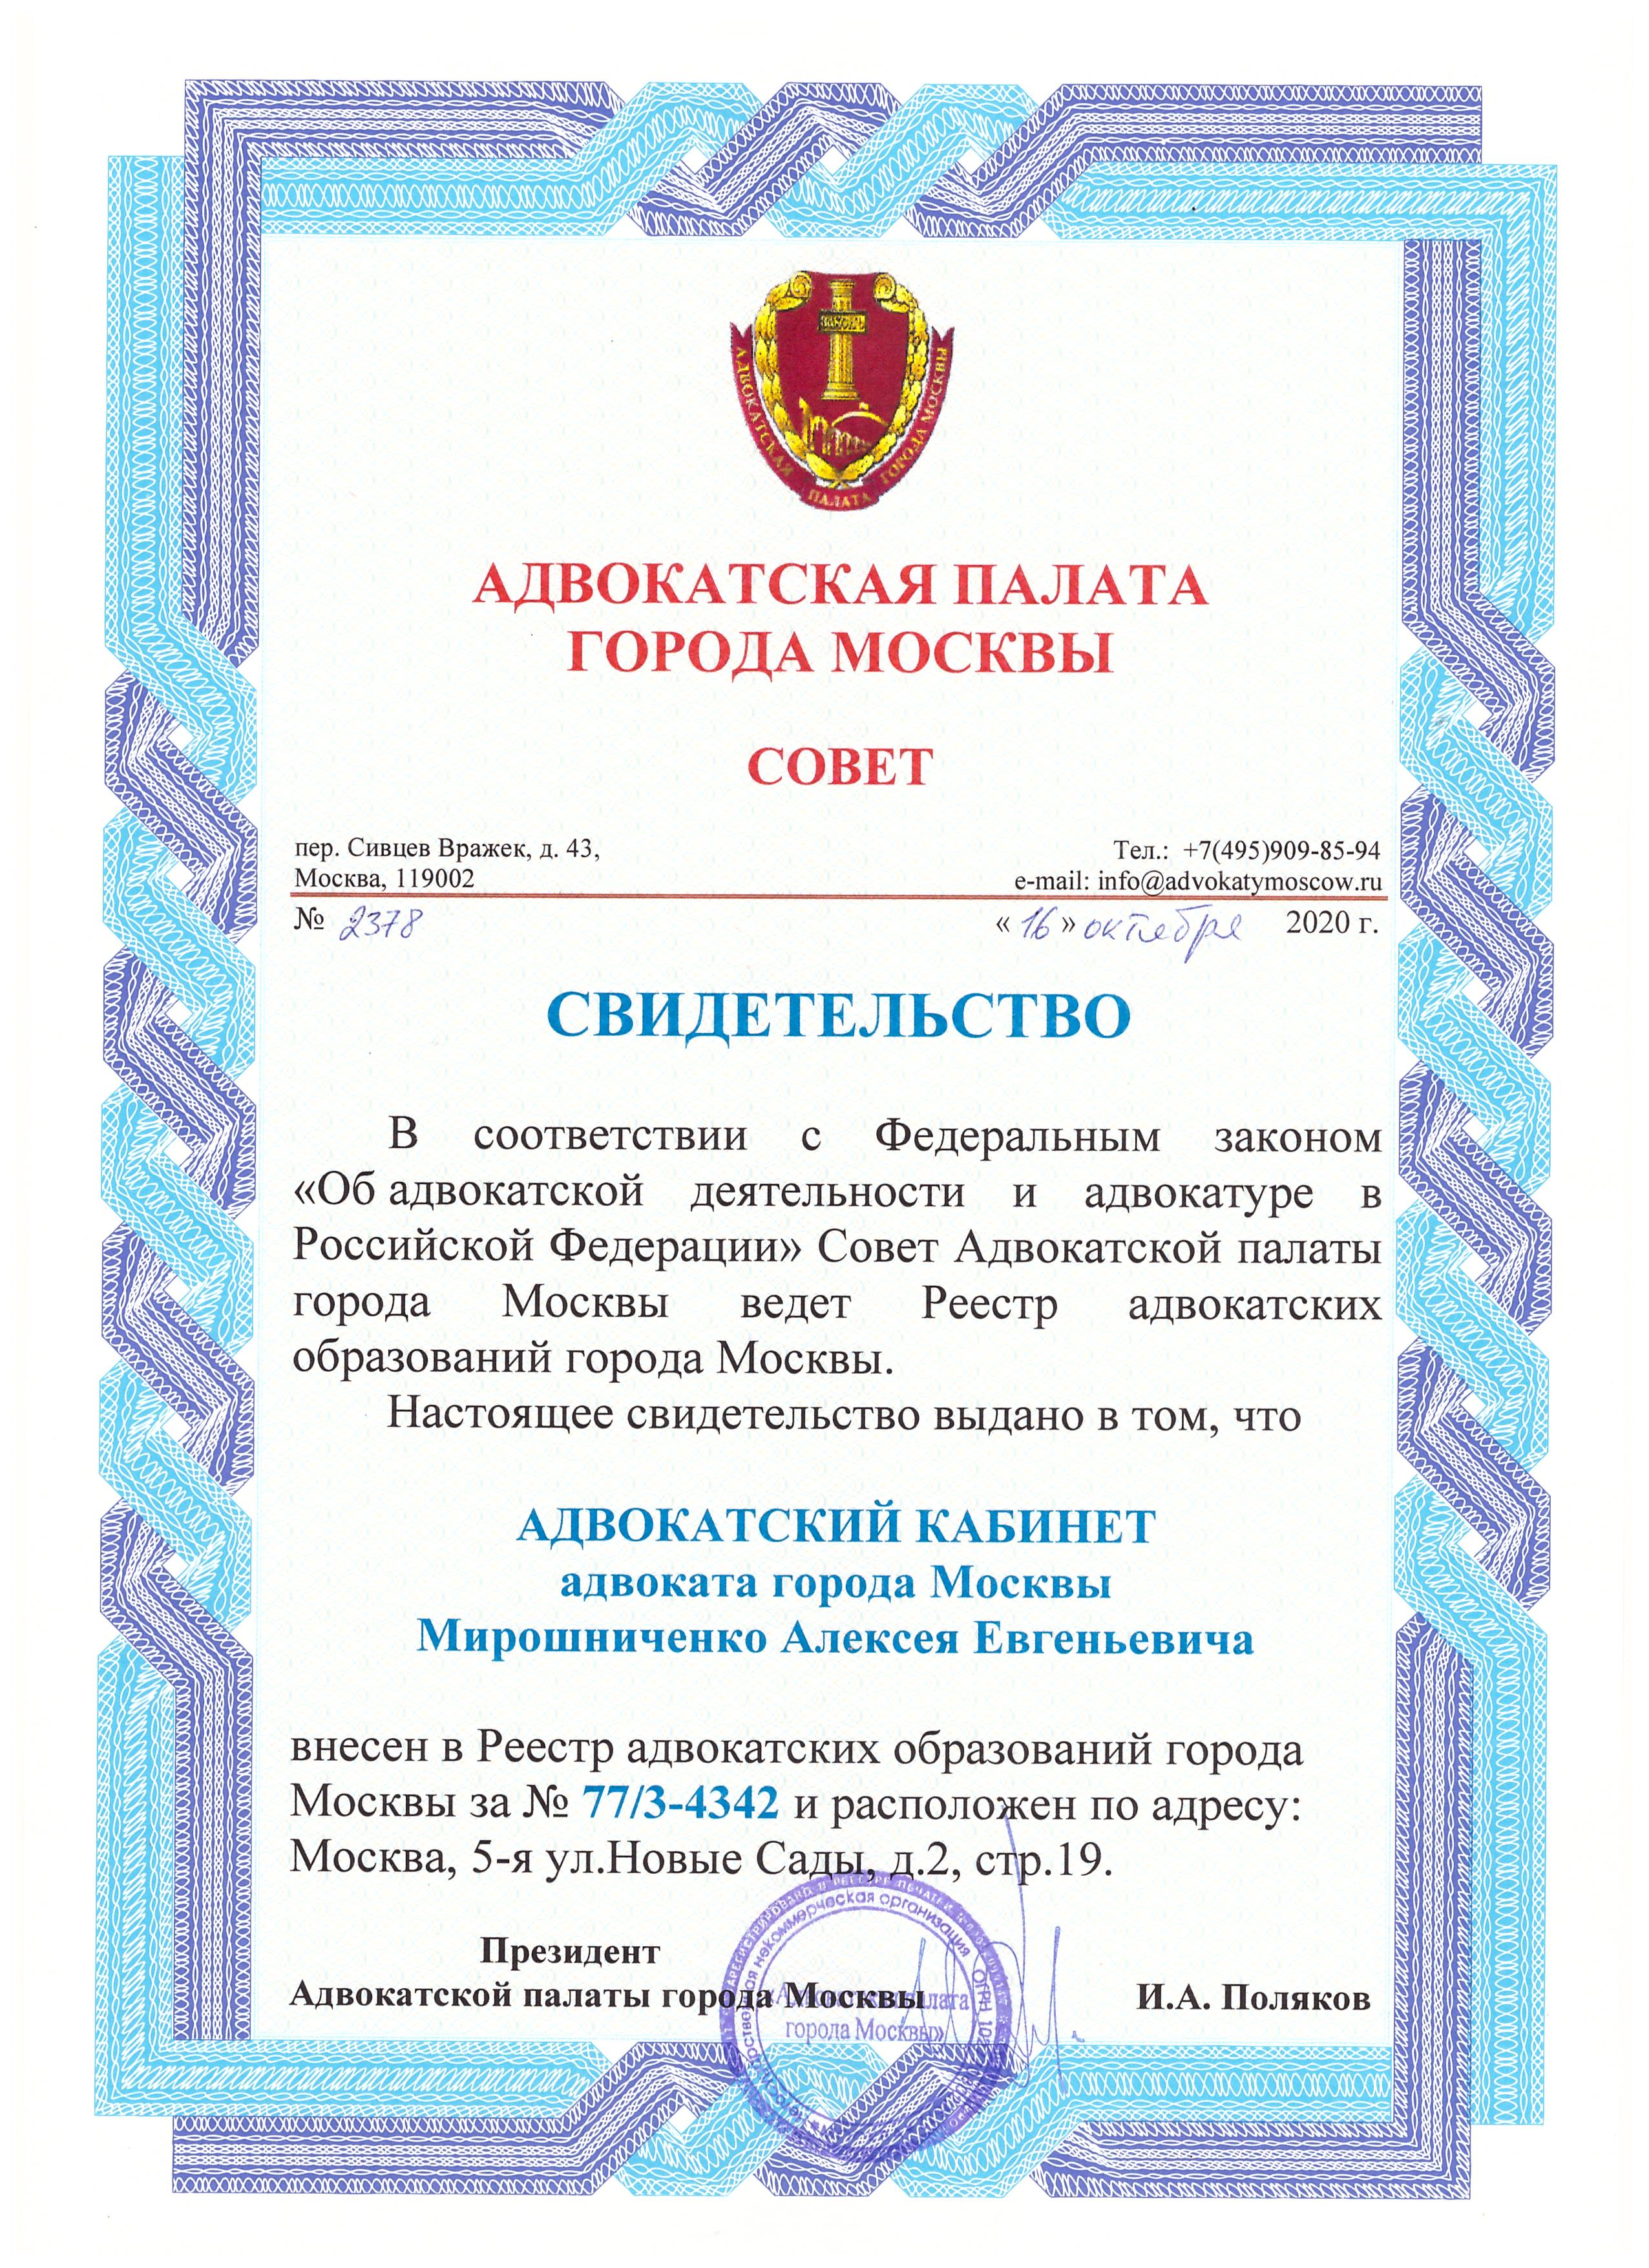 ЗАКОНЪ
АДВОКАТСКАЯ ПАЛАТА ГОРОДА МОСКВЫ
АДВОКАТСКАЯ ПАЛАТА
ГОРОДА МОСКВЫ
СОВЕТ
пер. Сивцев Вражек, д. 43,
Москва, 119002
Тел.: +7(495)909-85-94
e-mail: info@advokatymoscow.ru
№ 2378
« 16 » октября 2020 г.
СВИДЕТЕЛЬСТВО
В соответствии с Федеральным законом
«Об адвокатской деятельности и адвокатуре в
Российской Федерации» Совет Адвокатской палаты
города Москвы ведет Реестр адвокатских
образований города Москвы.
Настоящее свидетельство выдано в том, что
АДВОКАТСКИЙ КАБИНЕТ
адвоката города Москвы
Мирошниченко Алексея Евгеньевича
внесен в Реестр адвокатских образований города
Москвы за № 77/3-4342 и расположен по адресу:
Москва, 5-я ул.Новые Сады, д.2, стр.19.
Президент
Адвокатской палаты города Москвы
И.А. Поляков
некоммерческая организация
«Адвокатская палата
города Москвы»